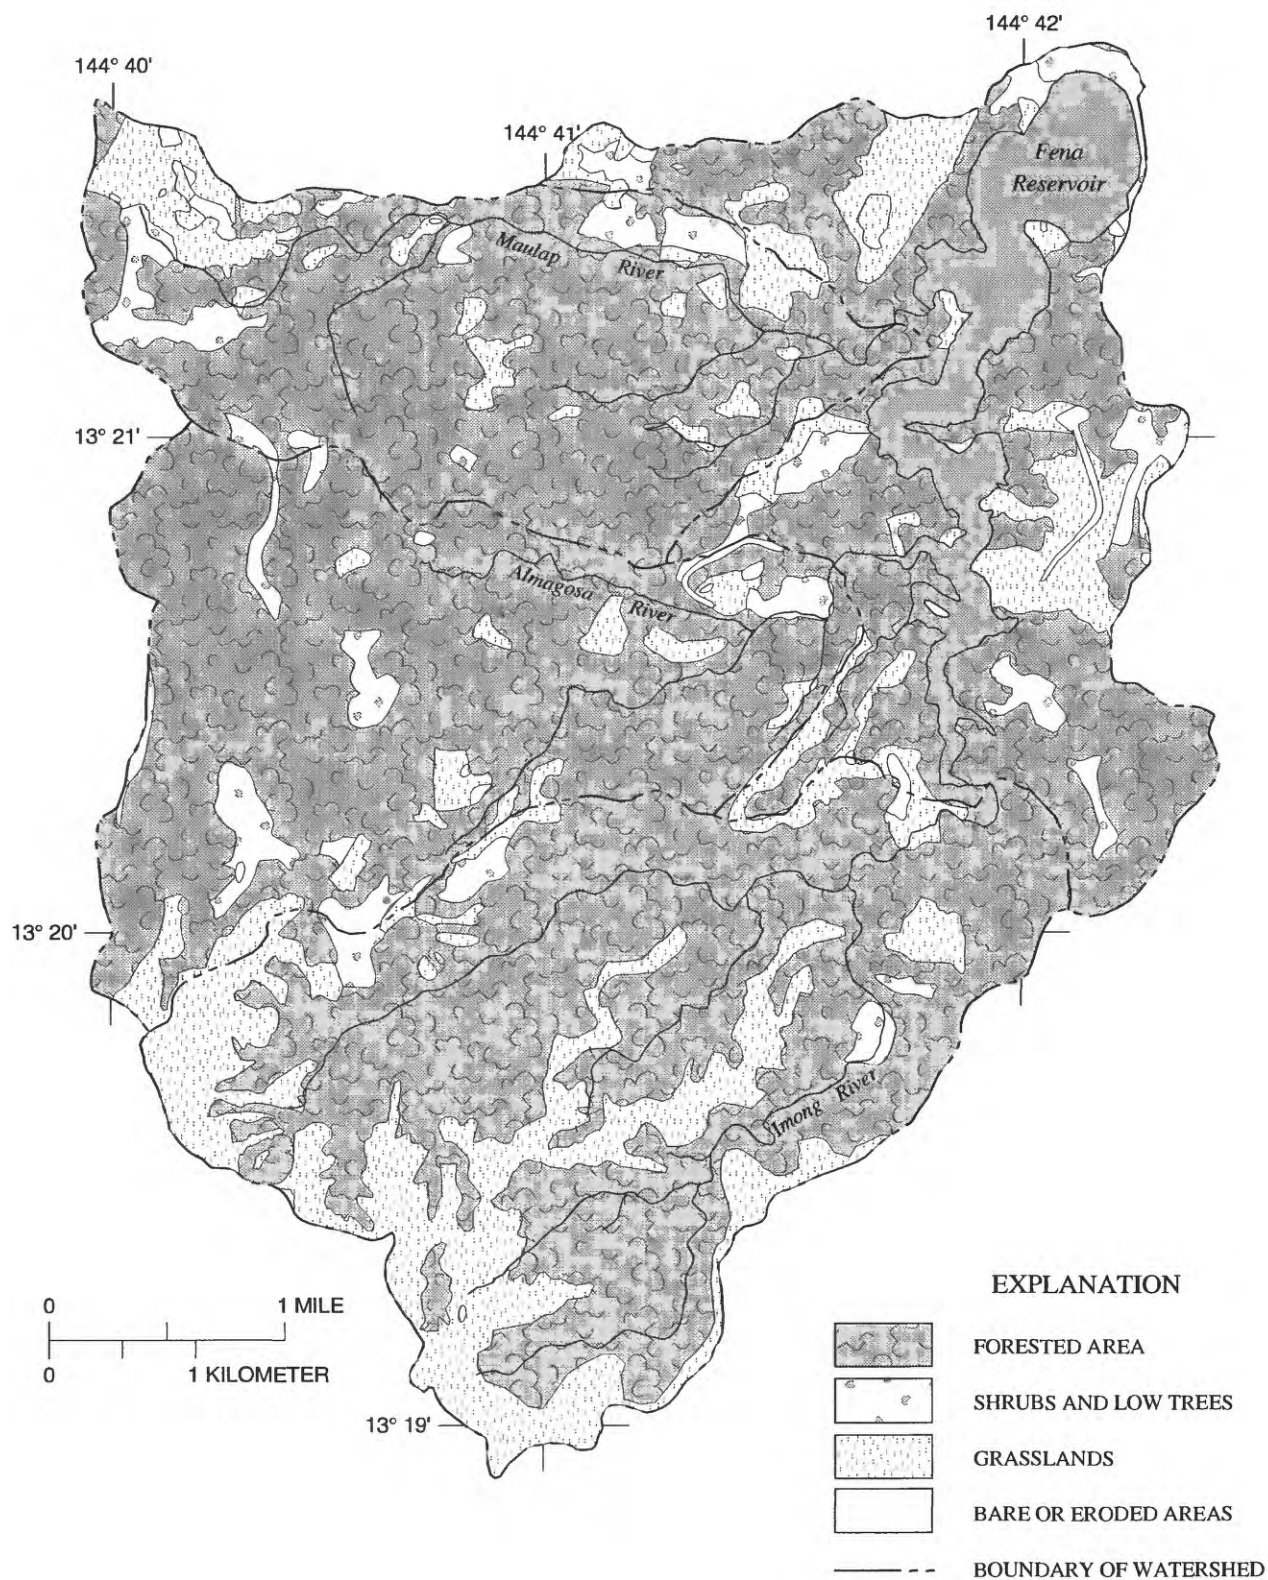 144° 42'
144° 40'
144° 41'
Fena
Reservoir
Maulap
River
13° 21'
Almagosa
River
13° 20'
Imong River
0
1 MILE
0
1 KILOMETER
13° 19'
EXPLANATION
FORESTED AREA
SHRUBS AND LOW TREES
GRASSLANDS
BARE OR ERODED AREAS
BOUNDARY OF WATERSHED